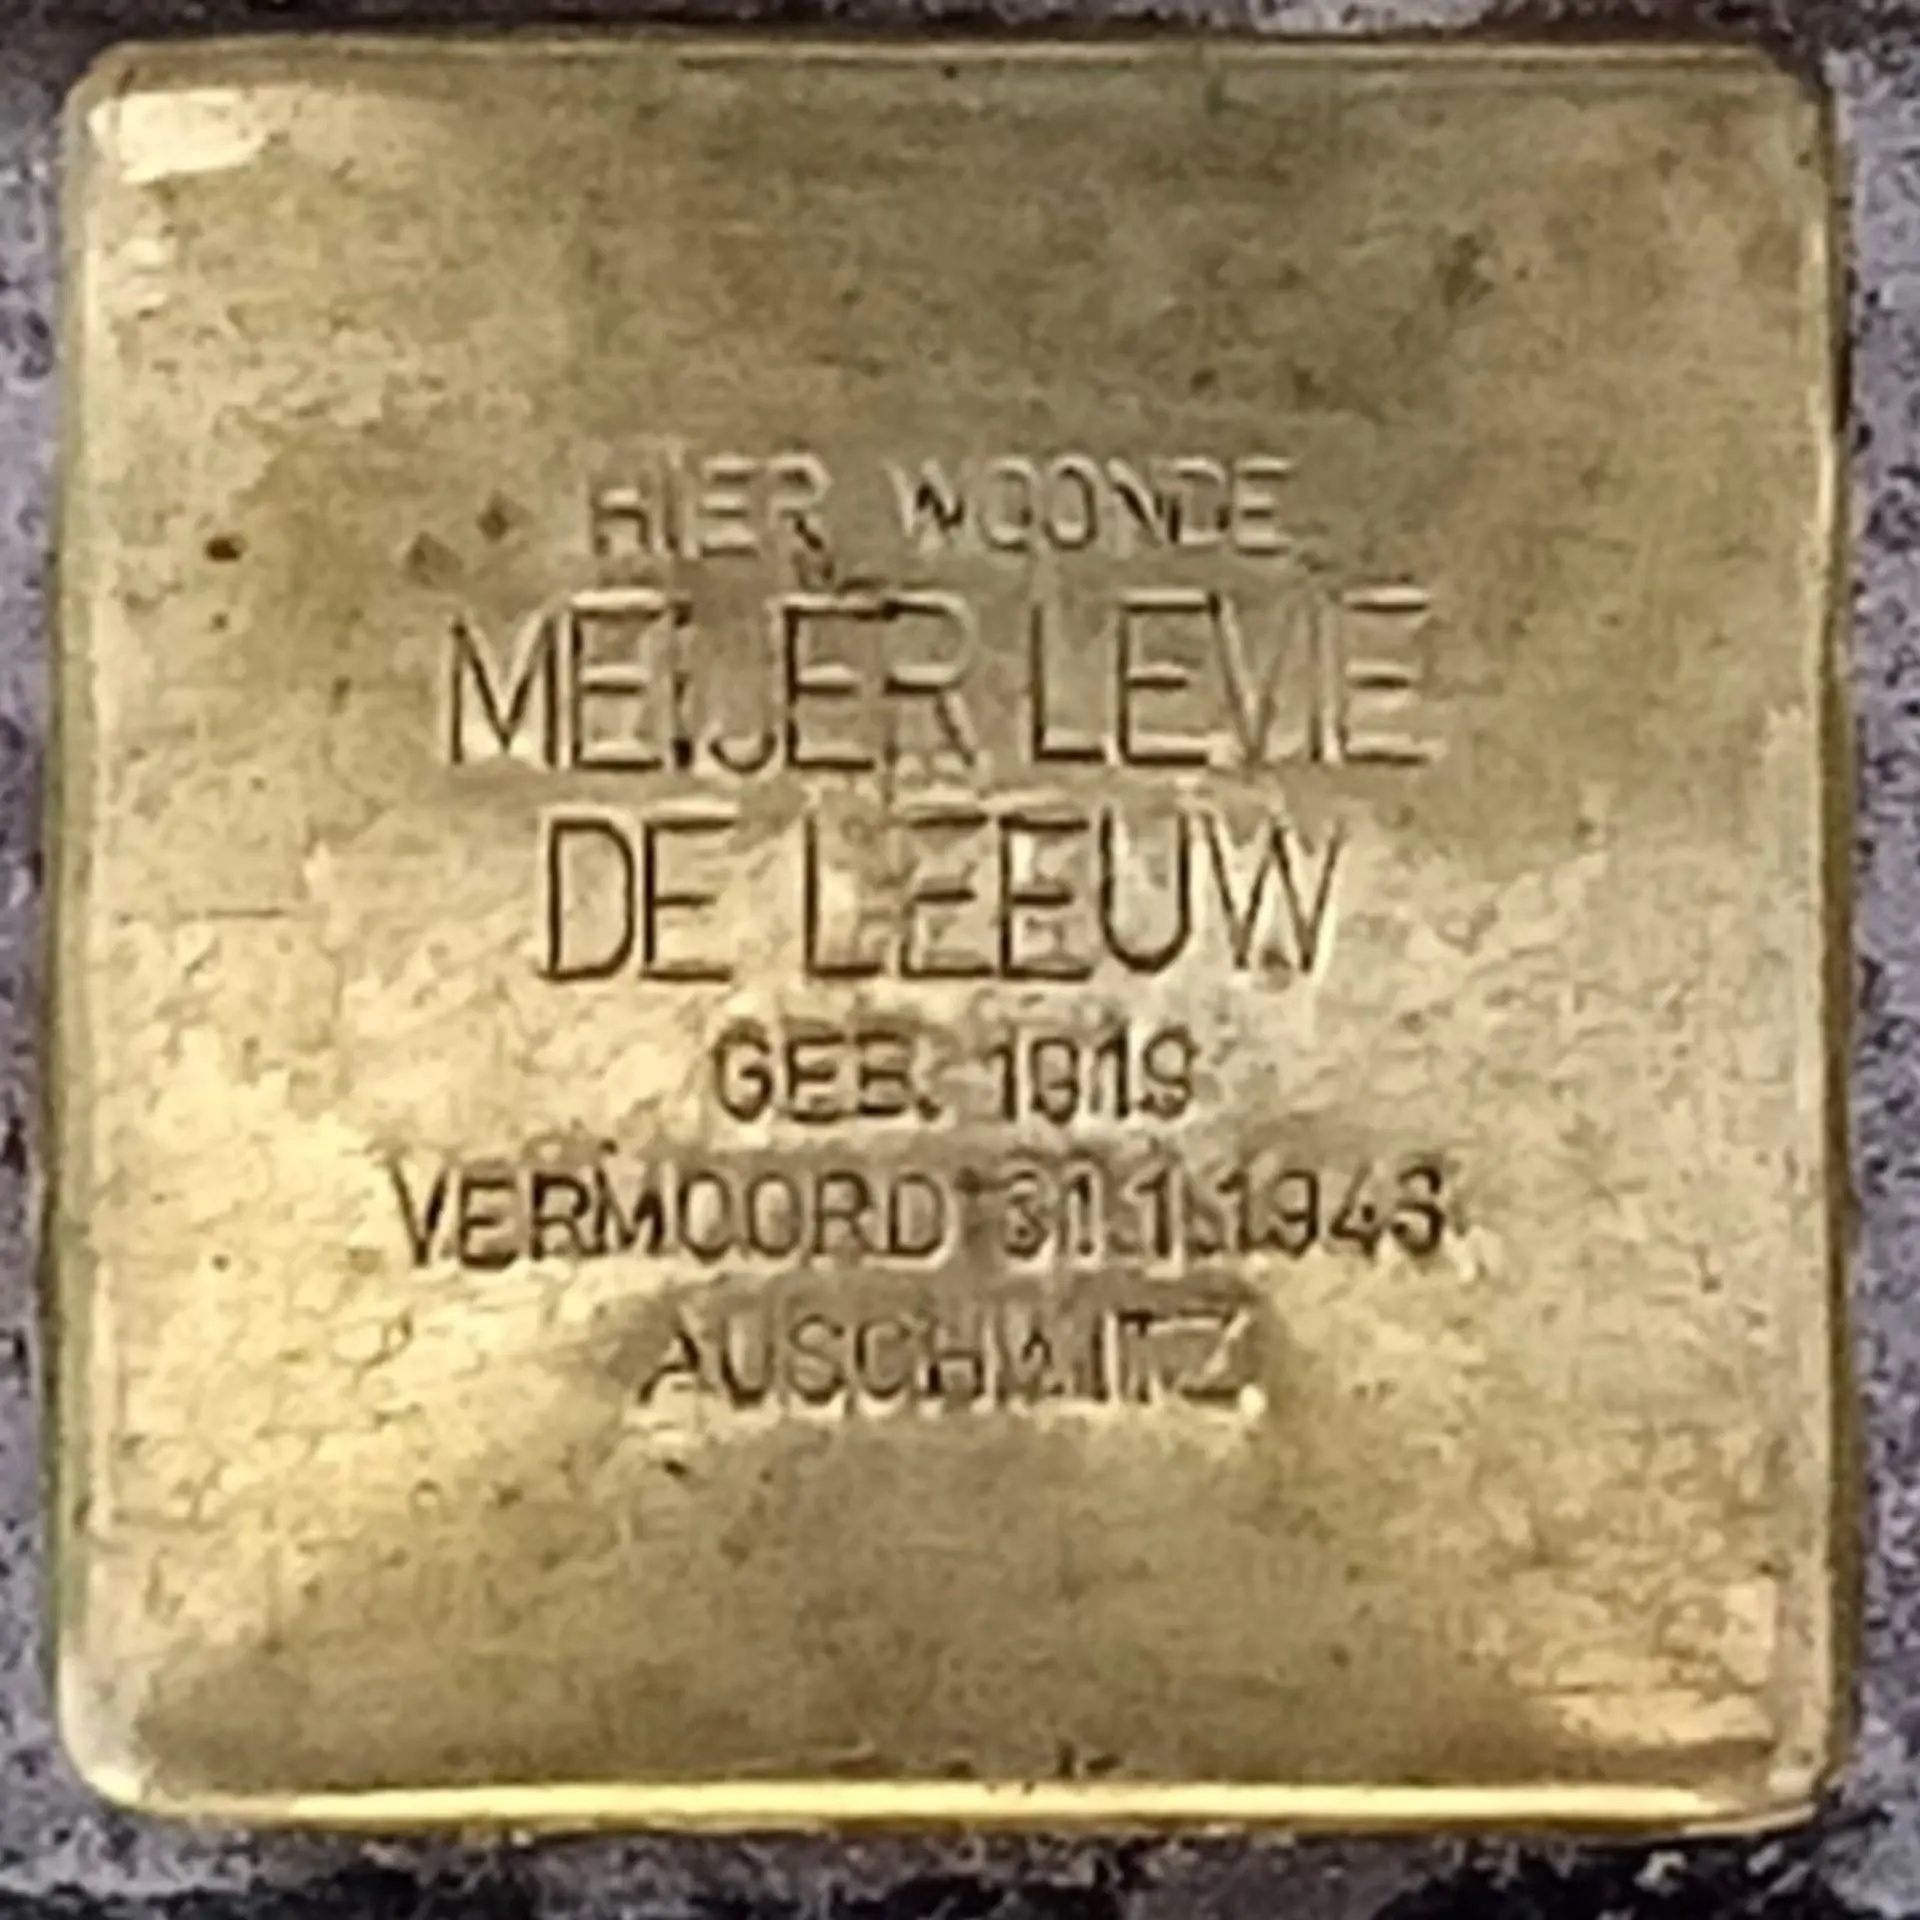 HIER WOONDE
MEIJER LEVIE
DE LEEUW
GEB. 1919
VERMOORD 31.1.1943
AUSCHWITZ